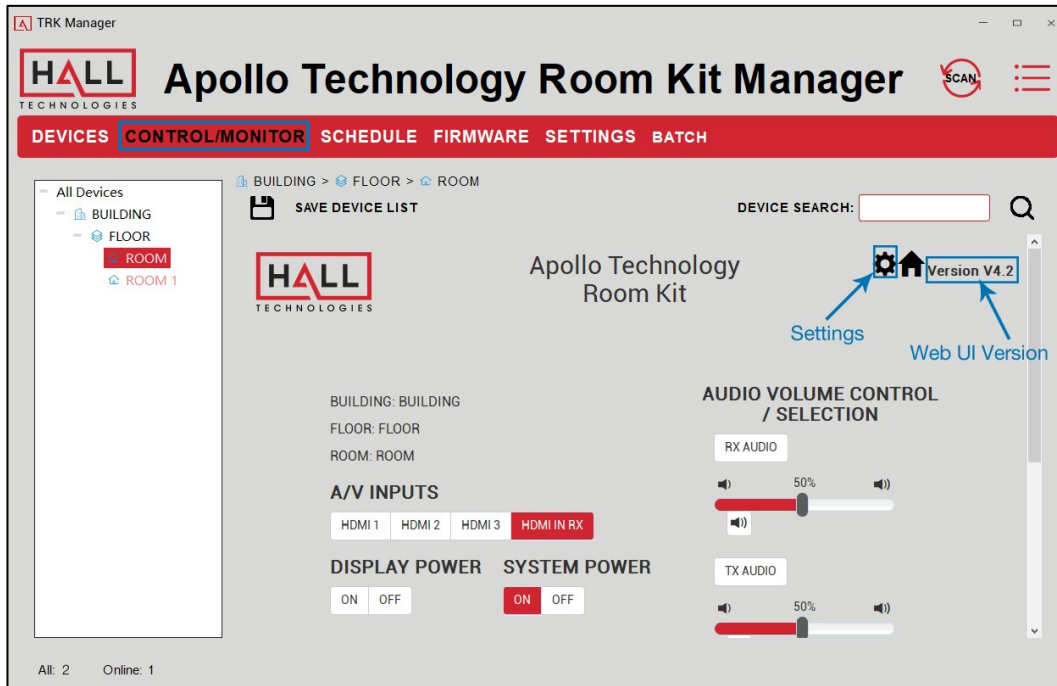 TRK Manager
HALL
TECHNOLOGIES
Apollo Technology Room Kit Manager
SCAN
DEVICES CONTROL/MONITOR SCHEDULE FIRMWARE SETTINGS BATCH
All Devices
BUILDING
FLOOR
ROOM
ROOM 1
BUILDING > FLOOR > ROOM
SAVE DEVICE LIST
DEVICE SEARCH:
HALL
TECHNOLOGIES
Apollo Technology
Room Kit
Version V4.2
Settings
Web UI Version
BUILDING: BUILDING
FLOOR: FLOOR
ROOM: ROOM
A/V INPUTS
HDMI 1 HDMI 2 HDMI 3 HDMI IN RX
DISPLAY POWER SYSTEM POWER
ON OFF ON OFF
AUDIO VOLUME CONTROL
/ SELECTION
RX AUDIO
50%
TX AUDIO
50%
All: 2 Online: 1